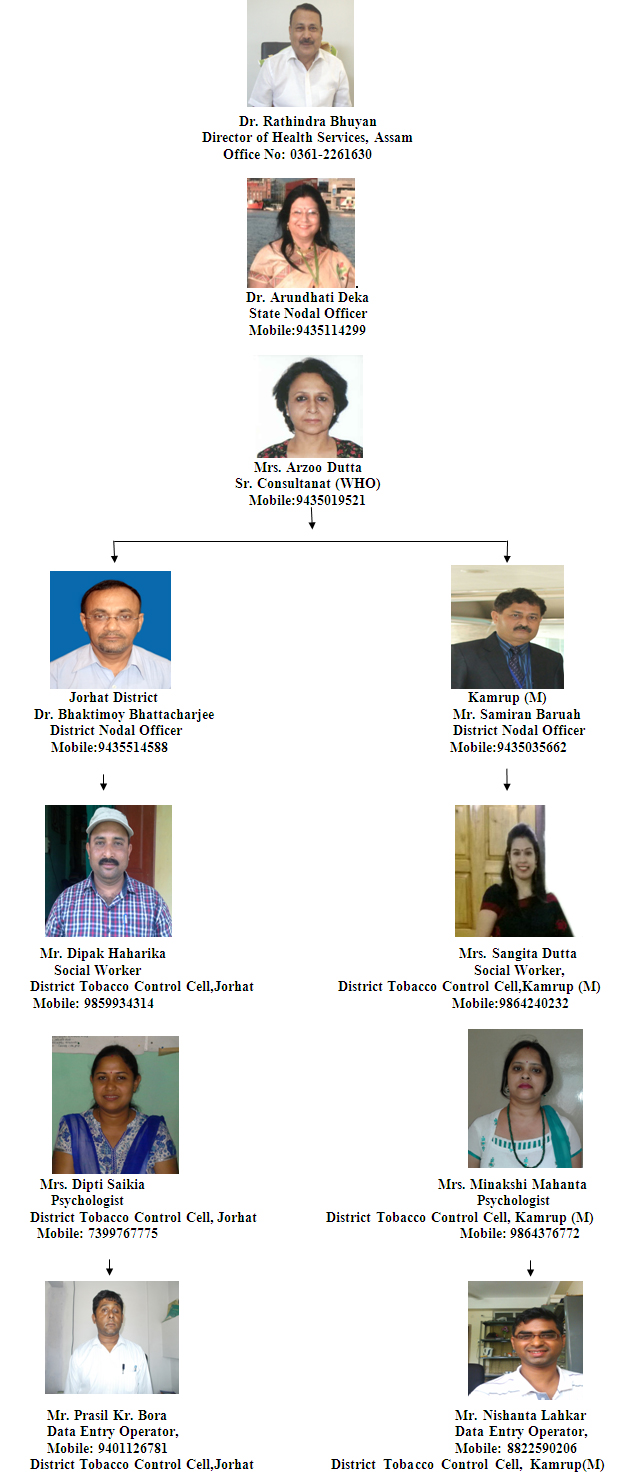 Dr. Rathindra Bhuyan
Director of Health Services, Assam
Office No: 0361-2261630
Dr. Arundhati Deka
State Nodal Officer
Mobile:9435114299
Mrs. Arzoo Dutta
Sr. Consultanat (WHO)
Mobile:9435019521
Jorhat District
Dr. Bhaktimoy Bhattacharjee
District Nodal Officer
Mobile:9435514588
Kamrup (M)
Mr. Samiran Baruah
District Nodal Officer
Mobile:9435035662
Mr. Dipak Haharika
Social Worker
District Tobacco Control Cell,Jorhat
Mobile: 9859934314
Mrs. Sangita Dutta
Social Worker,
District Tobacco Control Cell,Kamrup (M)
Mobile:9864240232
Mrs. Dipti Saikia
Psychologist
District Tobacco Control Cell, Jorhat
Mobile: 7399767775
Mrs. Minakshi Mahanta
Psychologist
District Tobacco Control Cell, Kamrup (M)
Mobile: 9864376772
Mr. Prasil Kr. Bora
Data Entry Operator,
Mobile: 9401126781
District Tobacco Control Cell,Jorhat
Mr. Nishanta Lahkar
Data Entry Operator,
Mobile: 8822590206
District Tobacco Control Cell, Kamrup(M)